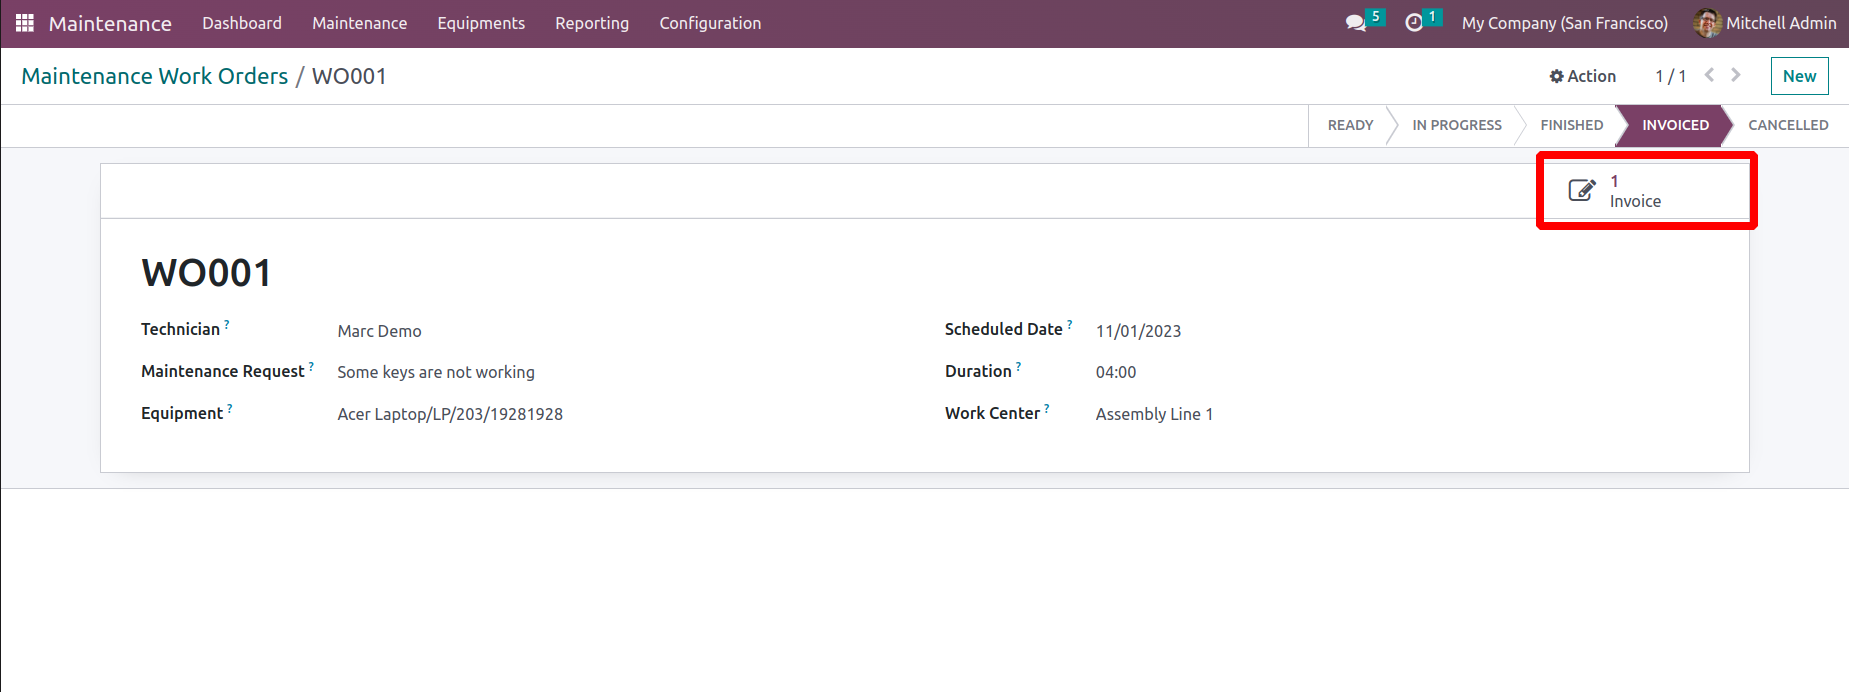 Maintenance Dashboard Maintenance Equipments Reporting Configuration 5 1 My Company (San Francisco) Mitchell Admin
Maintenance Work Orders / WO001 Action 1 / 1 New
READY IN PROGRESS FINISHED INVOICED CANCELLED
1
Invoice
WO001
Technician ? Marc Demo Scheduled Date ? 11/01/2023
Maintenance Request ? Some keys are not working Duration ? 04:00
Equipment ? Acer Laptop/LP/203/19281928 Work Center ? Assembly Line 1